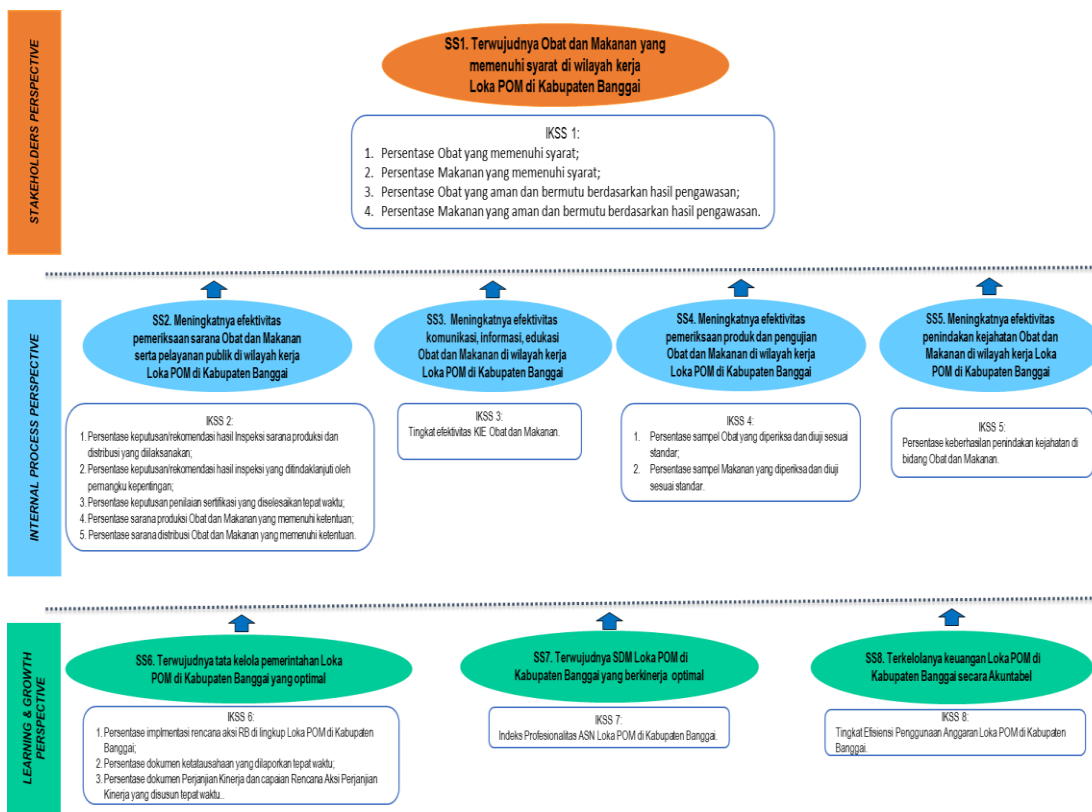 STAKEHOLDERS PERSPECTIVE
SS1. Terwujudnya Obat dan Makanan yang
memenuhi syarat di wilayah kerja
Loka POM di Kabupaten Banggai
IKSS 1:
1. Persentase Obat yang memenuhi syarat;
2. Persentase Makanan yang memenuhi syarat;
3. Persentase Obat yang aman dan bermutu berdasarkan hasil pengawasan;
4. Persentase Makanan yang aman dan bermutu berdasarkan hasil pengawasan.
INTERNAL PROCESS PERSPECTIVE
SS2. Meningkatnya efektivitas
pemeriksaan sarana Obat dan Makanan
serta pelayanan publik di wilayah kerja
Loka POM di Kabupaten Banggai
IKSS 2:
1. Persentase keputusan/rekomendasi hasil Inspeksi sarana produksi dan
distribusi yang diilaksanakan;
2. Persentase keputusan/rekomendasi hasil inspeksi yang ditindaklanjuti oleh
pemangku kepentingan;
3. Persentase keputusan penilaian sertifikasi yang diselesaikan tepat waktu;
4. Persentase sarana produksi Obat dan Makanan yang memenuhi ketentuan;
5. Persentase sarana distribusi Obat dan Makanan yang memenuhi ketentuan.
SS3. Meningkatnya efektivitas
komunikasi, informasi, edukasi
Obat dan Makanan di wilayah kerja
Loka POM di Kabupaten Banggai
IKSS 3:
Tingkat efektivitas KIE Obat dan Makanan.
SS4. Meningkatnya efektivitas
pemeriksaan produk dan pengujian
Obat dan Makanan di wilayah kerja
Loka POM di Kabupaten Banggai
IKSS 4:
1. Persentase sampel Obat yang diperiksa dan diuji sesuai
standar;
2. Persentase sampel Makanan yang diperiksa dan diuji
sesuai standar.
SS5. Meningkatnya efektivitas
penindakan kejahatan Obat dan
Makanan di wilayah kerja Loka
POM di Kabupaten Banggai
IKSS 5:
Persentase keberhasilan penindakan kejahatan di
bidang Obat dan Makanan.
LEARNING & GROWTH
PERSPECTIVE
SS6. Terwujudnya tata kelola pemerintahan Loka
POM di Kabupaten Banggai yang optimal
IKSS 6:
1. Persentase implmentasi rencana aksi RB di lingkup Loka POM di Kabupaten
Banggai;
2. Persentase dokumen ketatausahaan yang dilaporkan tepat waktu;
3. Persentase dokumen Perjanjian Kinerja dan capaian Rencana Aksi Perjanjian
Kinerja yang disusun tepat waktu..
SS7. Terwujudnya SDM Loka POM di
Kabupaten Banggai yang berkinerja optimal
IKSS 7:
Indeks Profesionalitas ASN Loka POM di Kabupaten Banggai.
SS8. Terkelolanya keuangan Loka POM di
Kabupaten Banggai secara Akuntabel
IKSS 8:
Tingkat Efisiensi Penggunaan Anggaran Loka POM di Kabupaten
Banggai.